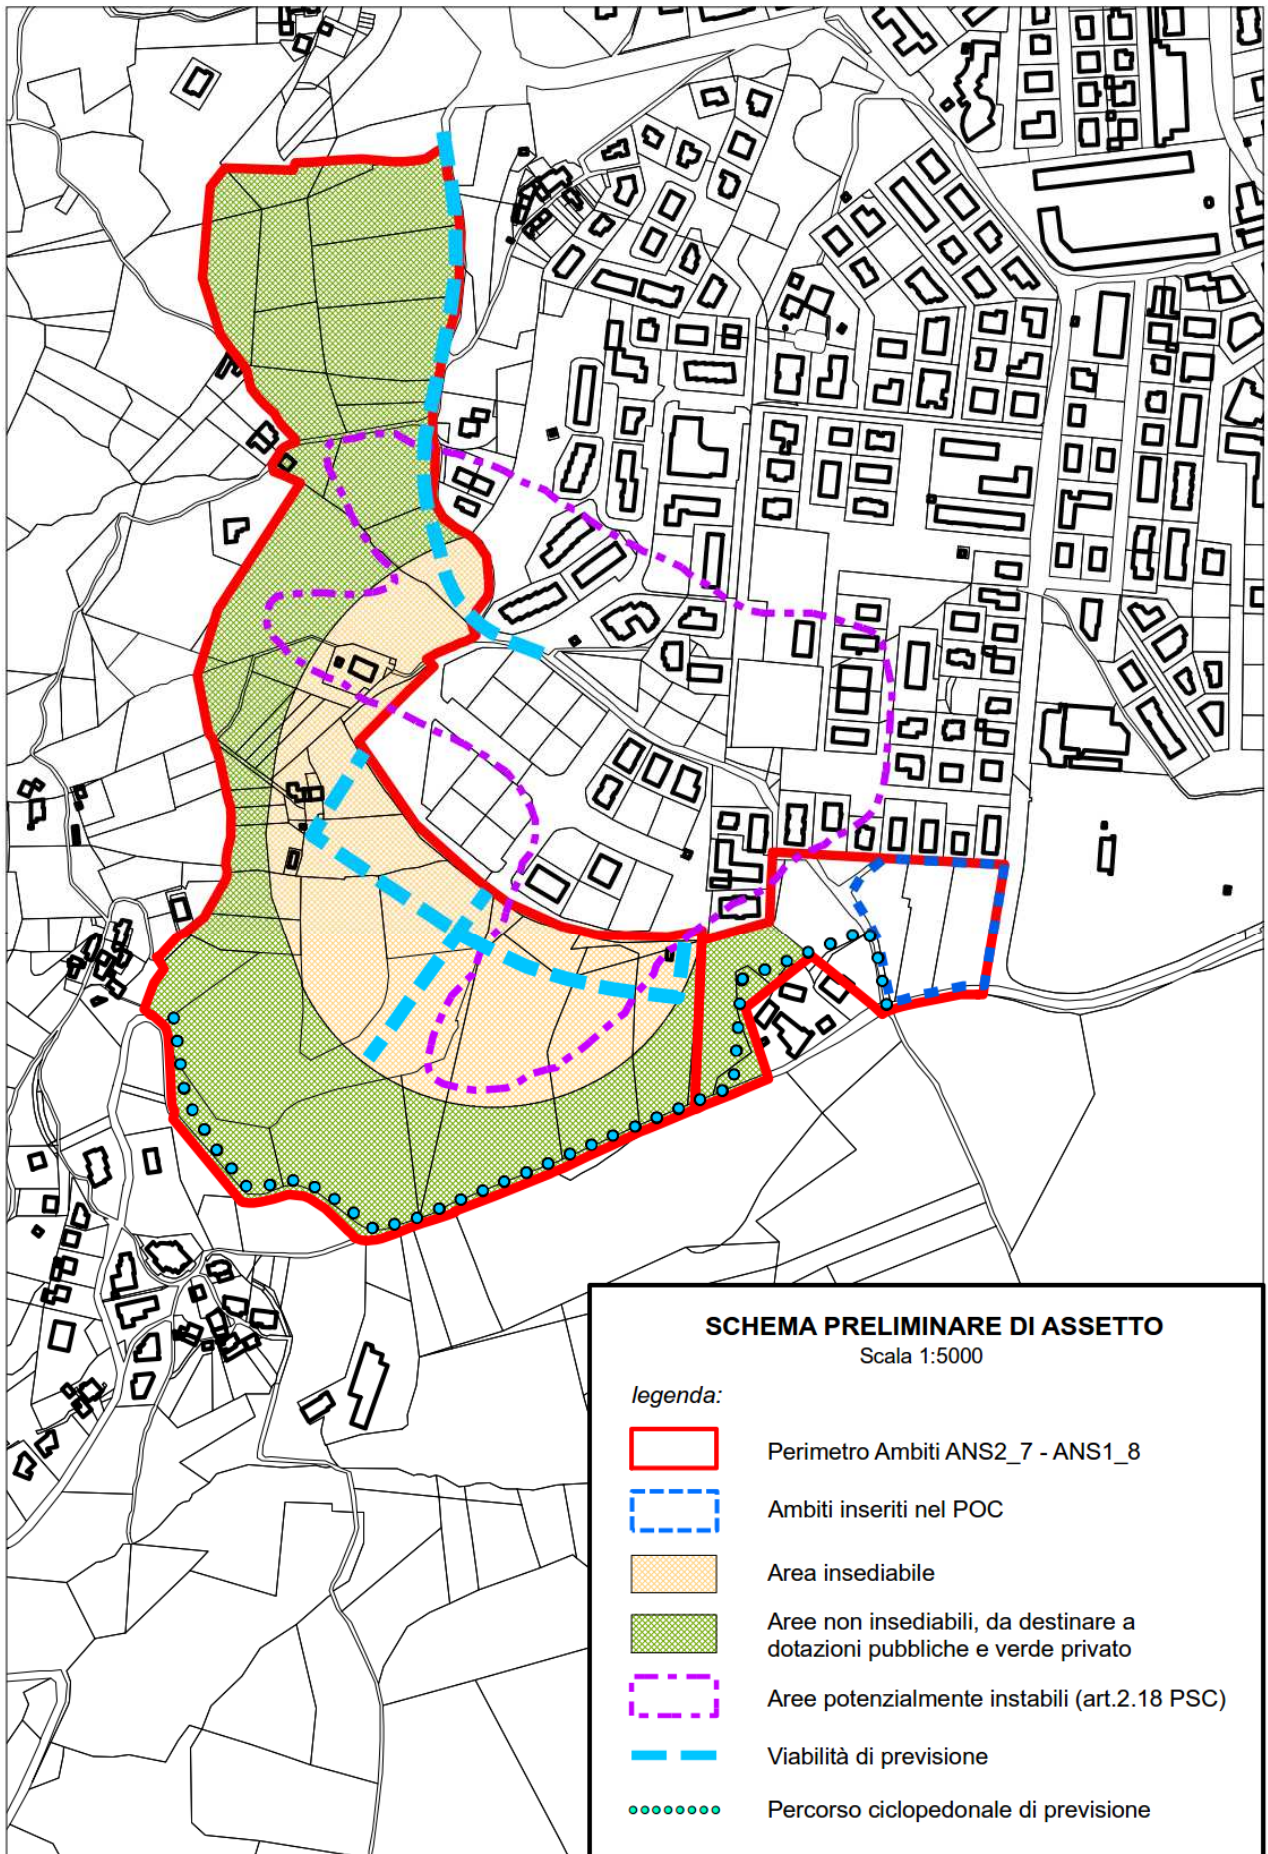 SCHEMA PRELIMINARE DI ASSETTO
Scala 1:5000
legenda:
Perimetro Ambiti ANS2_7 - ANS1_8
Ambiti inseriti nel POC
Area insediabile
Aree non insediabili, da destinare a
dotazioni pubbliche e verde privato
Aree potenzialmente instabili (art.2.18 PSC)
Viabilità di previsione
Percorso ciclopedonale di previsione